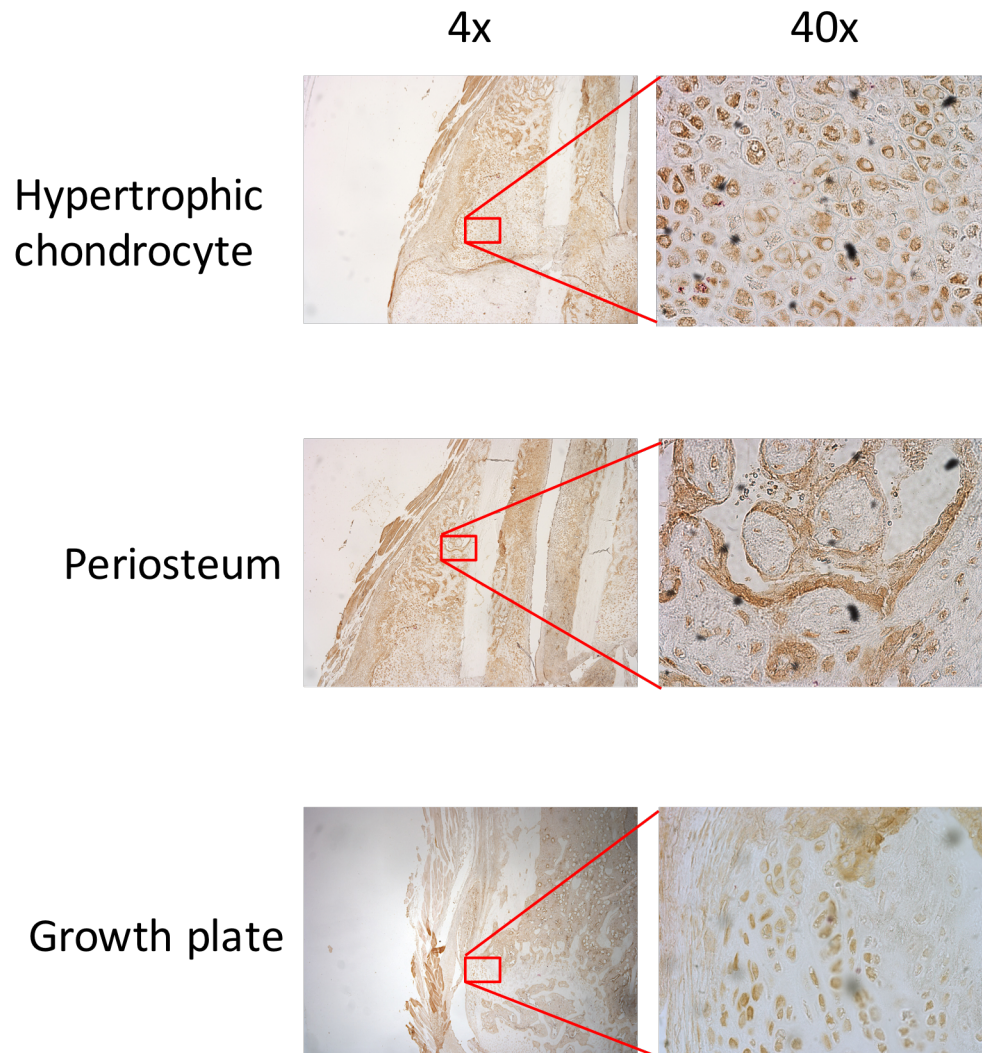 4x 40x
Hypertrophic
chondrocyte
Periosteum
Growth plate